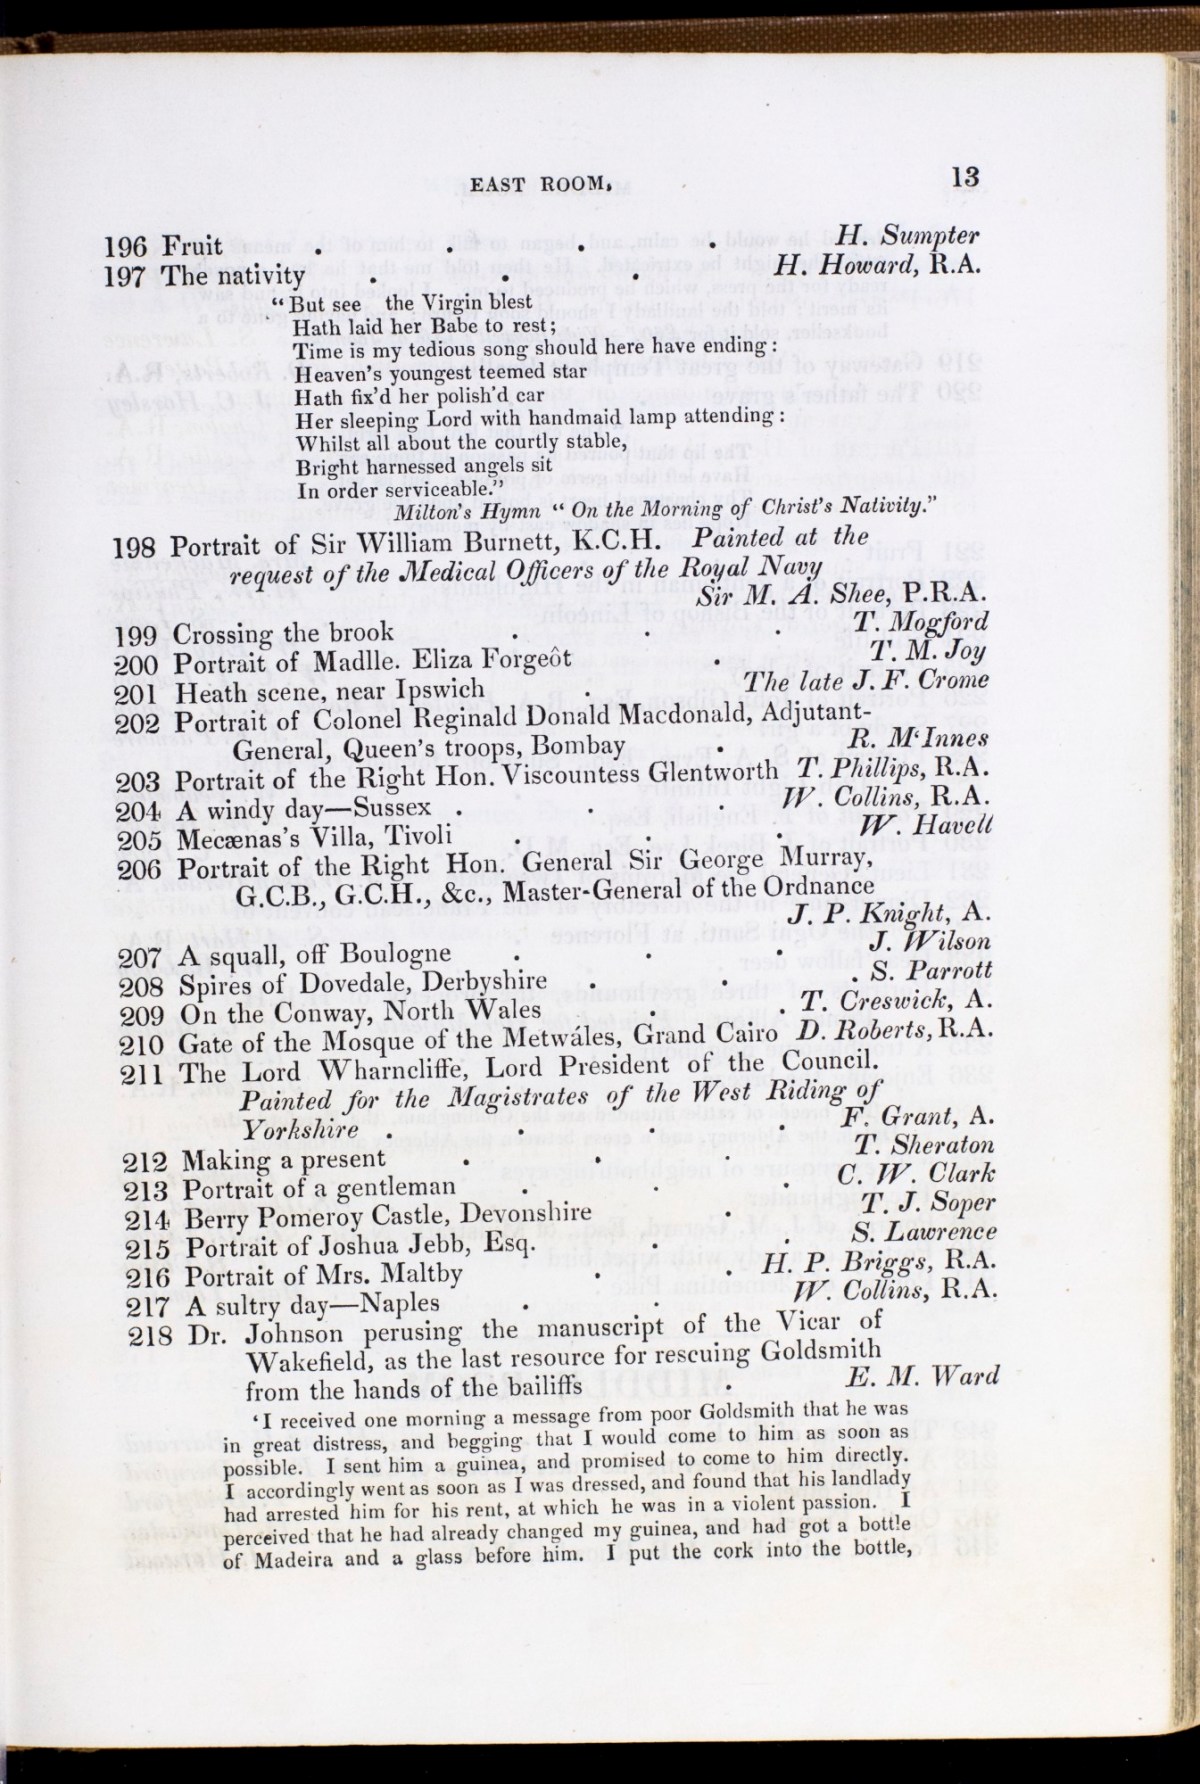 EAST ROOM.
13
196 Fruit . . . . H. Sumpter
197 The nativity . . . H. Howard, R.A.
“But see the Virgin blest
Hath laid her Babe to rest;
Time is my tedious song should here have ending:
Heaven's youngest teemed star
Hath fix'd her polish'd car
Her sleeping Lord with handmaid lamp attending:
Whilst all about the courtly stable,
Bright harnessed angels sit
In order serviceable.”
Milton's Hymn “On the Morning of Christ's Nativity.”
198 Portrait of Sir William Burnett, K.C.H. Painted at the
request of the Medical Officers of the Royal Navy
Sir M. A. Shee, P.R.A.
199 Crossing the brook . . . T. Mogford
200 Portrait of Madlle. Eliza Forgeôt . T. M. Joy
201 Heath scene, near Ipswich . The late J. F. Crome
202 Portrait of Colonel Reginald Donald Macdonald, Adjutant-
General, Queen's troops, Bombay . R. M‘Innes
203 Portrait of the Right Hon. Viscountess Glentworth T. Phillips, R.A.
204 A windy day—Sussex . . . W. Collins, R.A.
205 Mecænas's Villa, Tivoli . . . W. Havell
206 Portrait of the Right Hon. General Sir George Murray,
G.C.B., G.C.H., &c., Master-General of the Ordnance
J. P. Knight, A.
207 A squall, off Boulogne . . . J. Wilson
208 Spires of Dovedale, Derbyshire . . S. Parrott
209 On the Conway, North Wales . . T. Creswick, A.
210 Gate of the Mosque of the Metwáles, Grand Cairo D. Roberts, R.A.
211 The Lord Wharncliffe, Lord President of the Council.
Painted for the Magistrates of the West Riding of
Yorkshire . . . . F. Grant, A.
212 Making a present . . . T. Sheraton
213 Portrait of a gentleman . . . C. W. Clark
214 Berry Pomeroy Castle, Devonshire . T. J. Soper
215 Portrait of Joshua Jebb, Esq. . . S. Lawrence
216 Portrait of Mrs. Maltby . . H. P. Briggs, R.A.
217 A sultry day—Naples . . W. Collins, R.A.
218 Dr. Johnson perusing the manuscript of the Vicar of
Wakefield, as the last resource for rescuing Goldsmith
from the hands of the bailiffs . E. M. Ward
‘I received one morning a message from poor Goldsmith that he was
in great distress, and begging that I would come to him as soon as
possible. I sent him a guinea, and promised to come to him directly.
I accordingly went as soon as I was dressed, and found that his landlady
had arrested him for his rent, at which he was in a violent passion. I
perceived that he had already changed my guinea, and had got a bottle
of Madeira and a glass before him. I put the cork into the bottle,